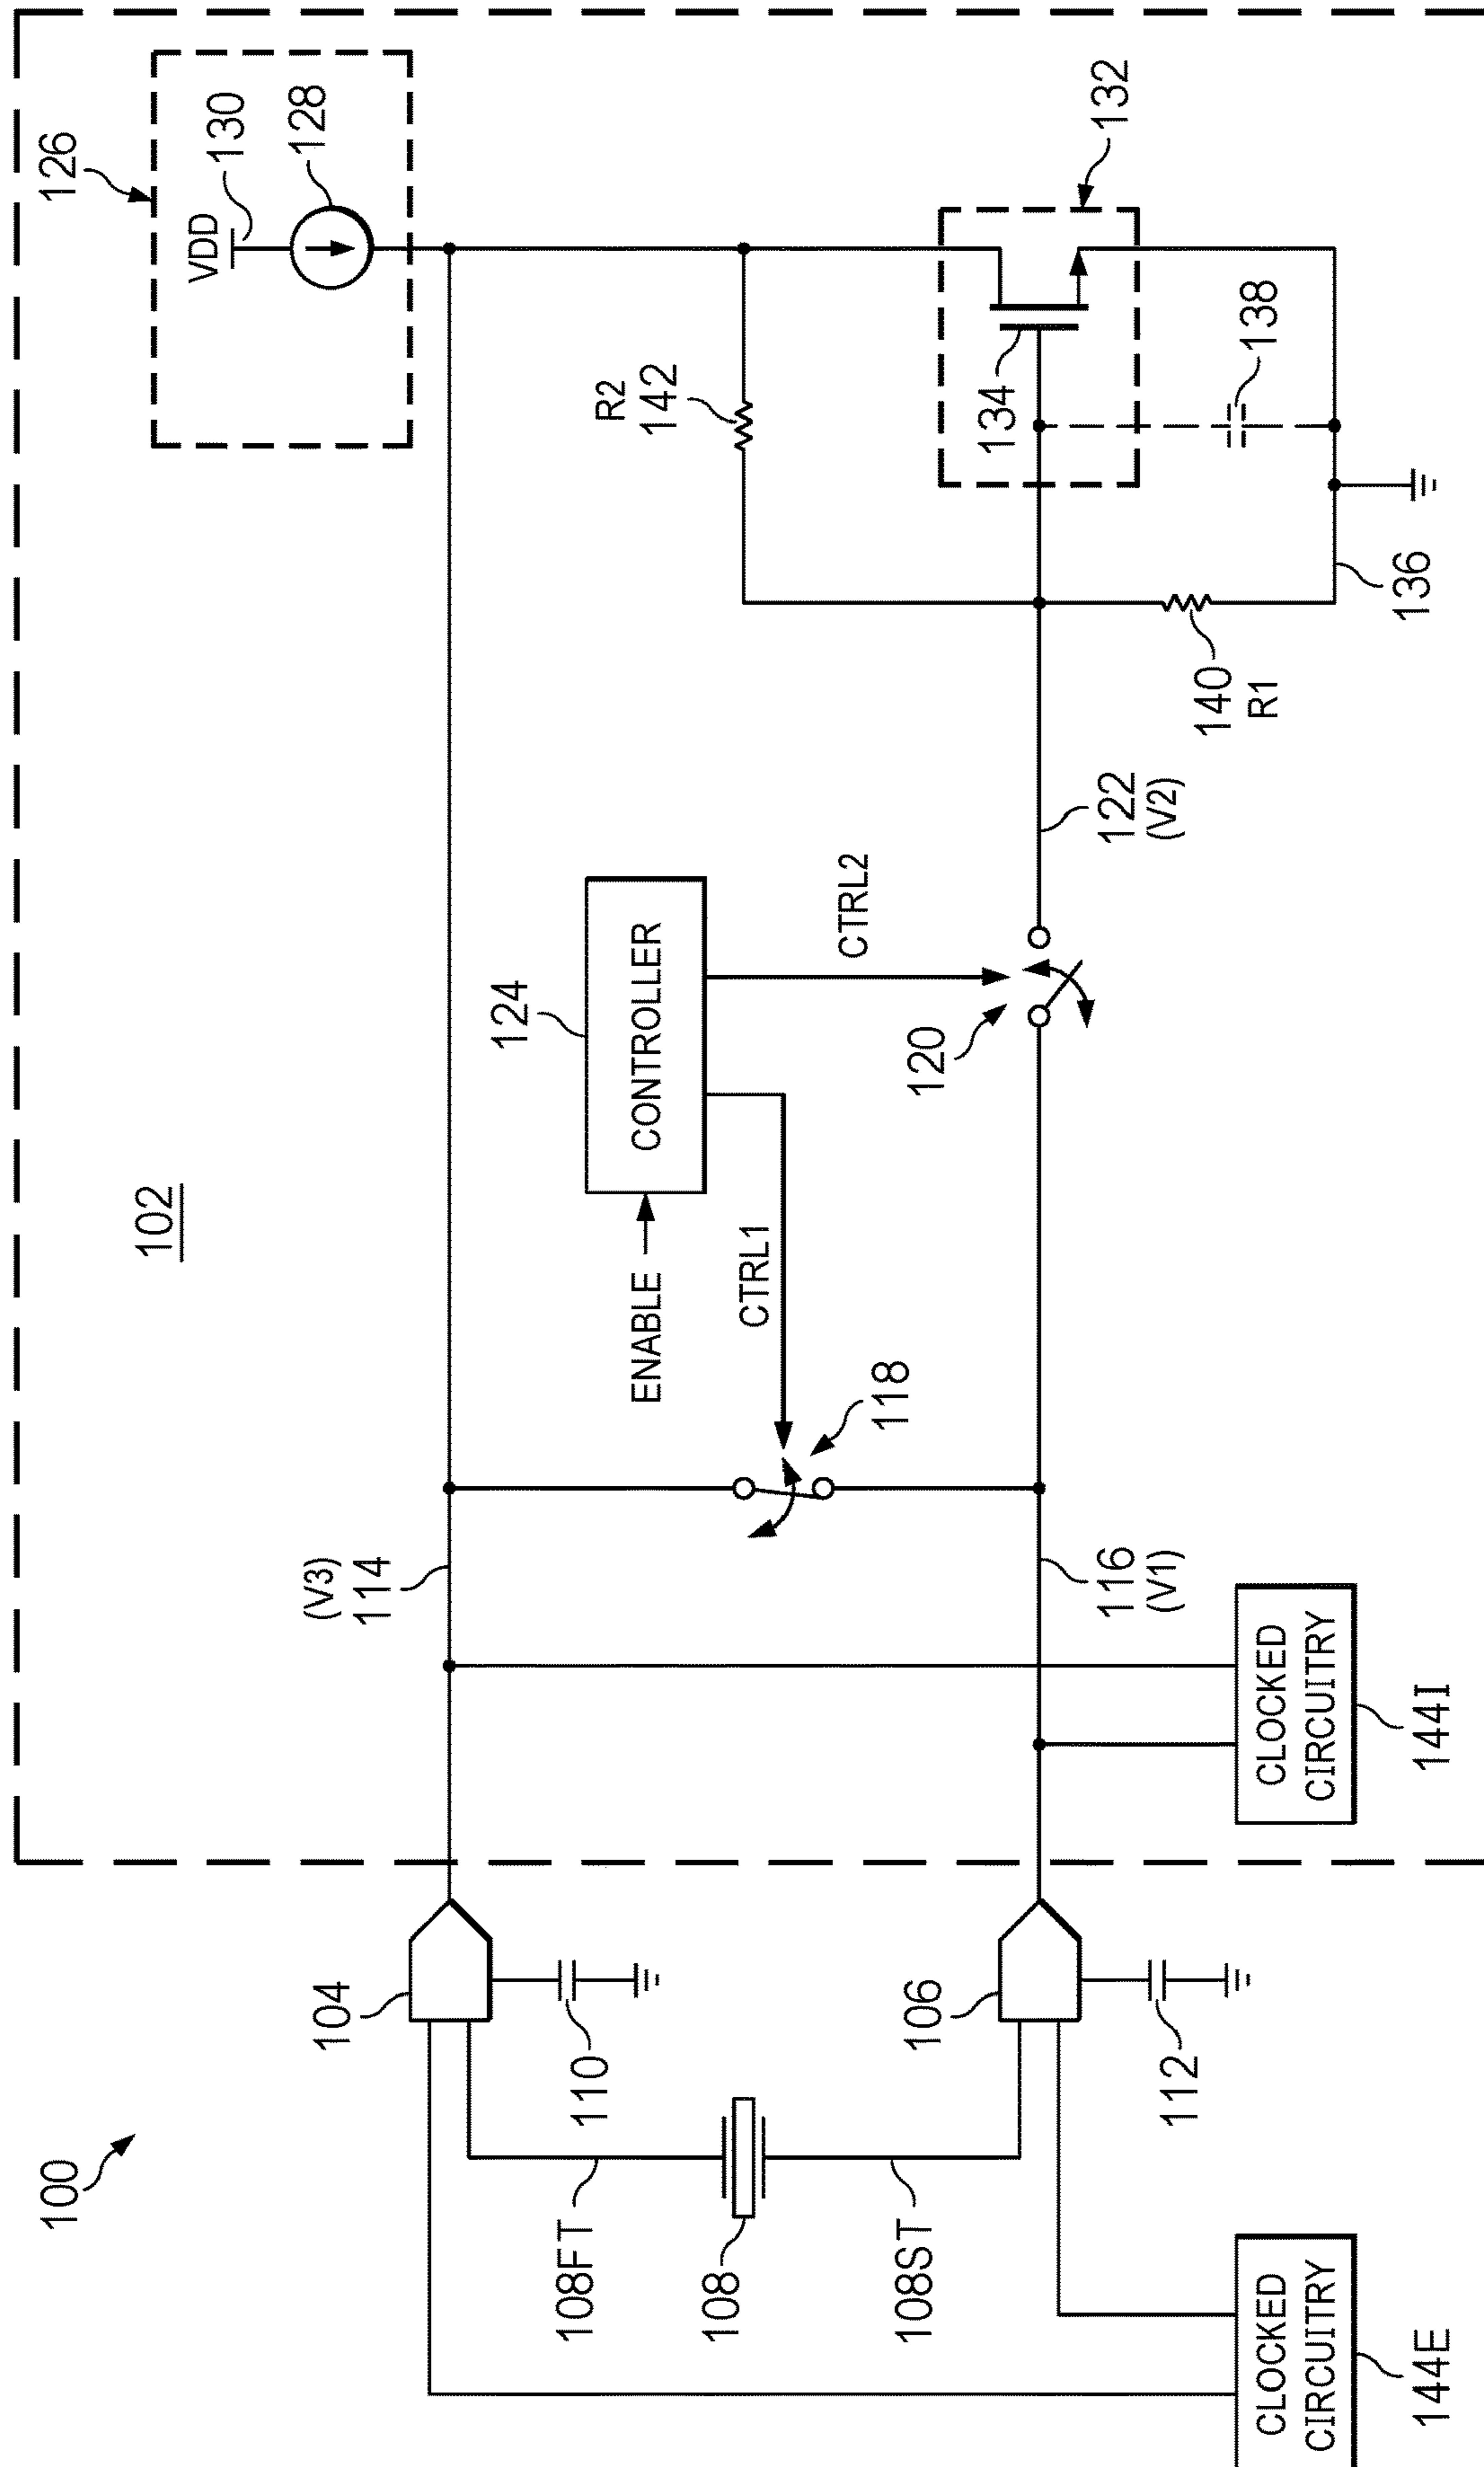 100
102
126
VDD
130
128
132
R2
142
134
138
136
140
R1
122
(V2)
124
CONTROLLER
ENABLE
CTRL1
CTRL2
120
118
(V3)
114
116
(V1)
CLOCKED
CIRCUITRY
144I
104
110
106
112
108FT
108
108ST
CLOCKED
CIRCUITRY
144E